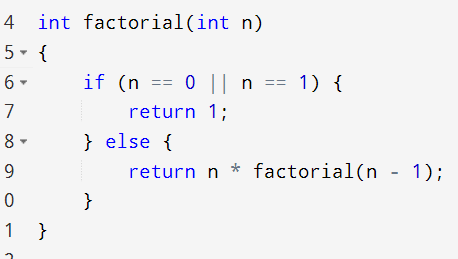 4 int factorial(int n)
5 {
6     if (n == 0 || n == 1) {
7         return 1;
8     } else {
9         return n * factorial(n - 1);
0     }
1 }